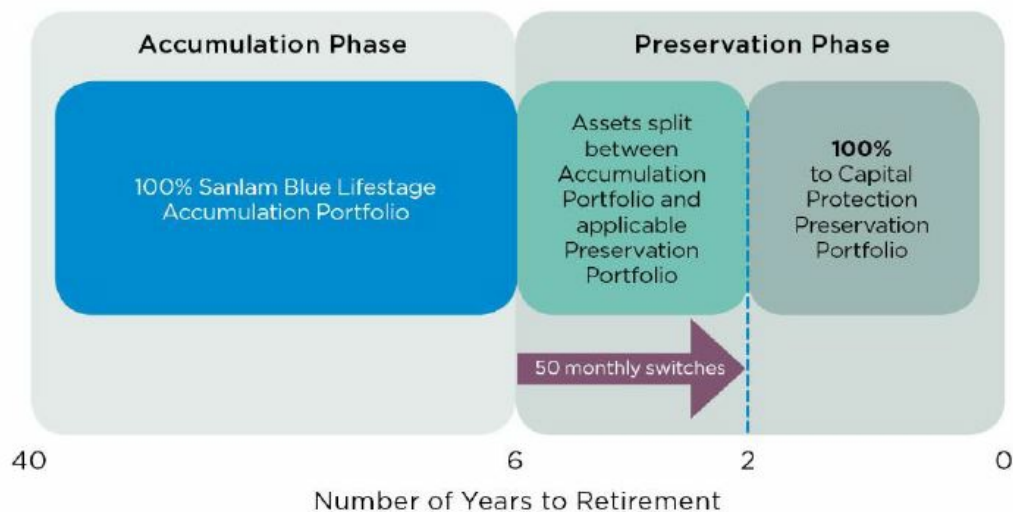 Accumulation Phase
Preservation Phase
100% Sanlam Blue Lifestage
Accumulation Portfolio
Assets split
between
Accumulation
Portfolio and
applicable
Preservation
Portfolio
100%
to Capital
Protection
Preservation
Portfolio
50 monthly switches
40
6
2
0
Number of Years to Retirement